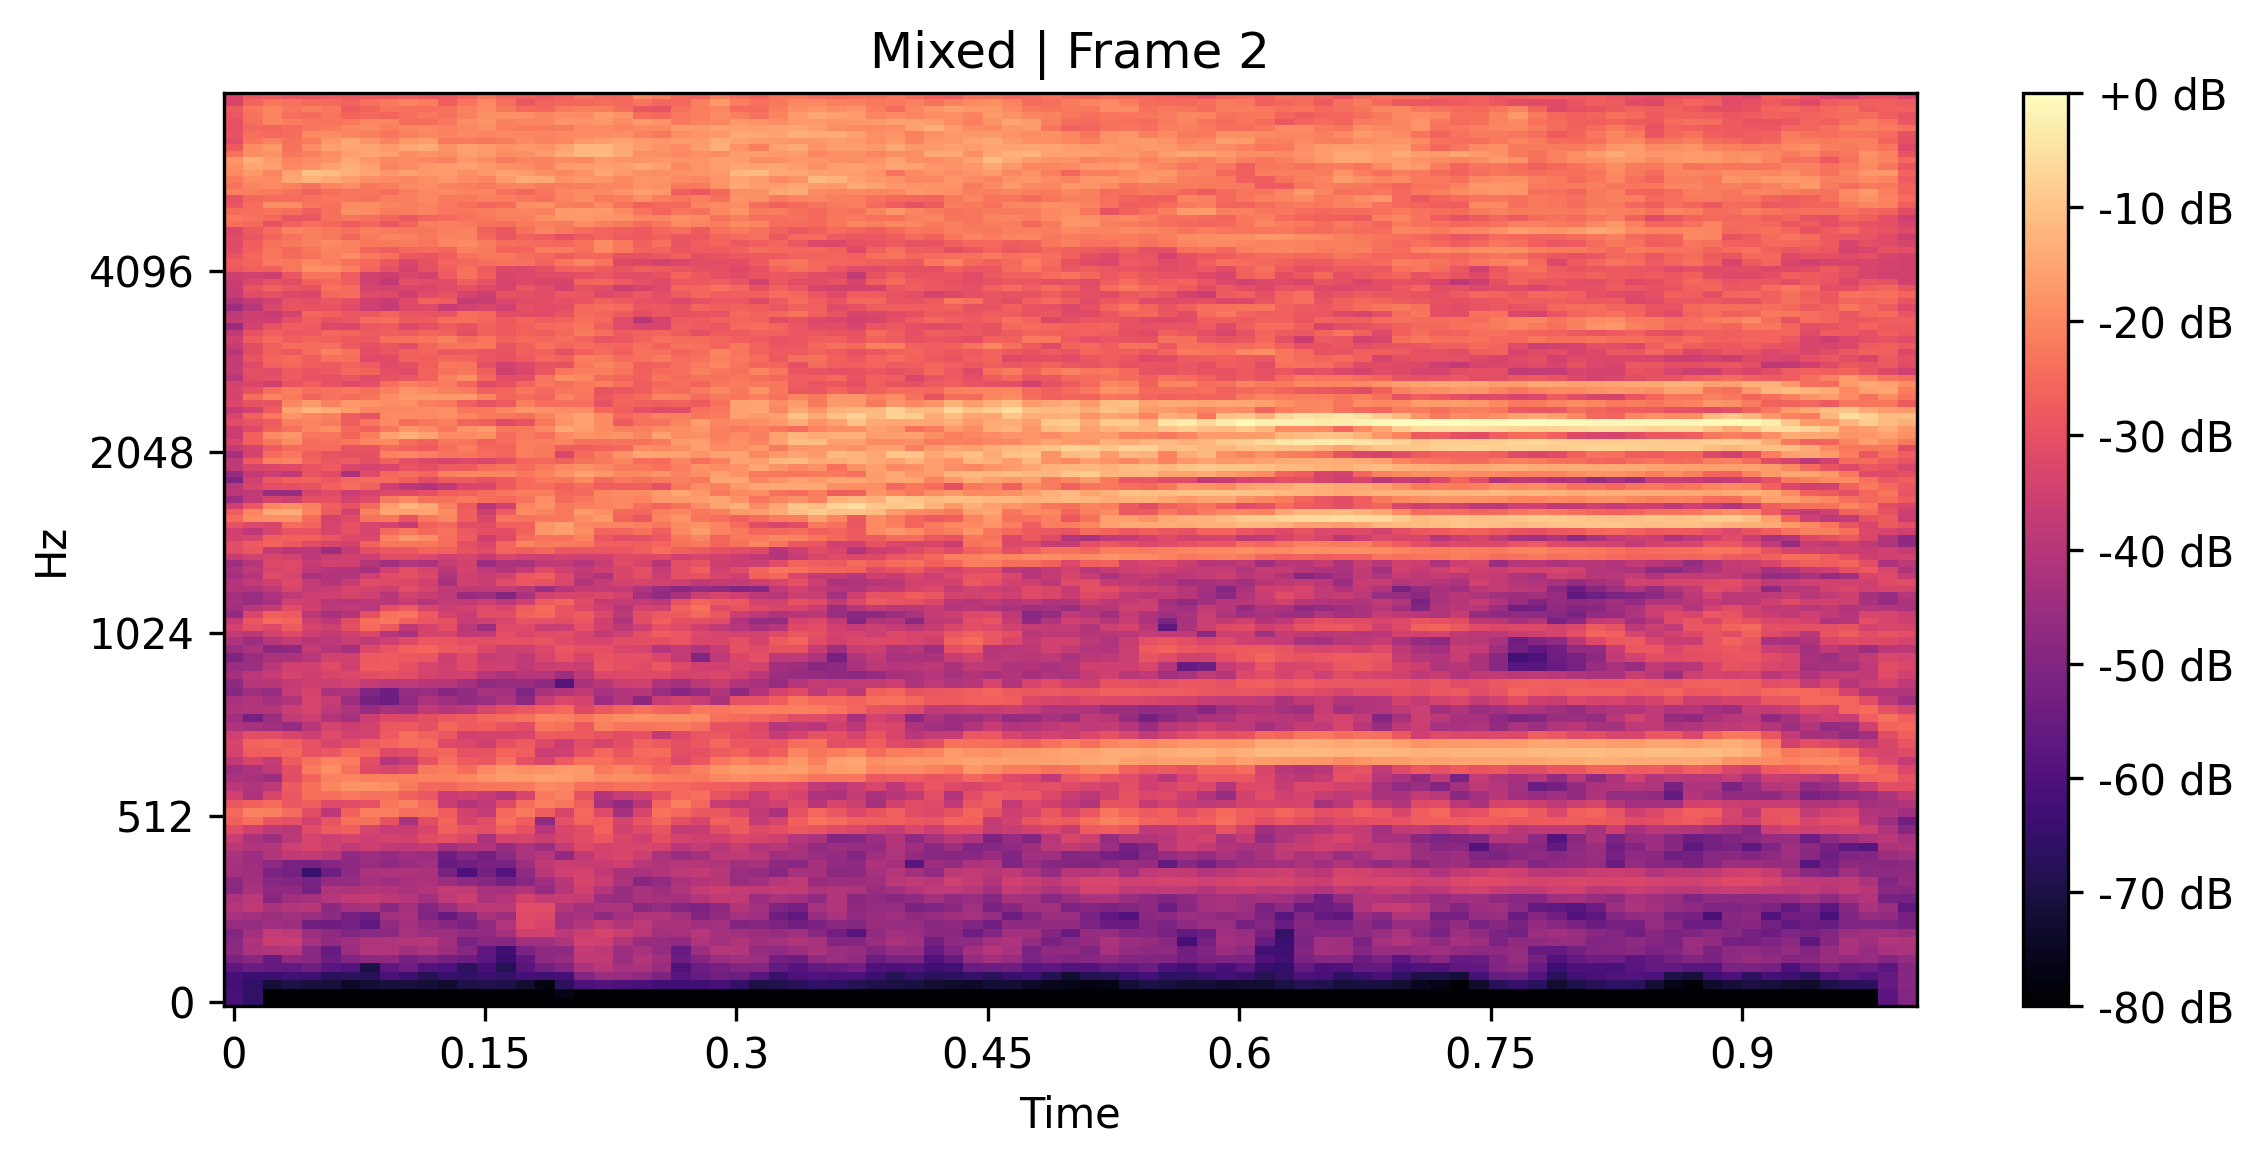 Mixed | Frame 2
+0 dB
-10 dB
-20 dB
-30 dB
-40 dB
-50 dB
-60 dB
-70 dB
-80 dB
4096
2048
1024
512
0
Hz
0 0.15 0.3 0.45 0.6 0.75 0.9
Time